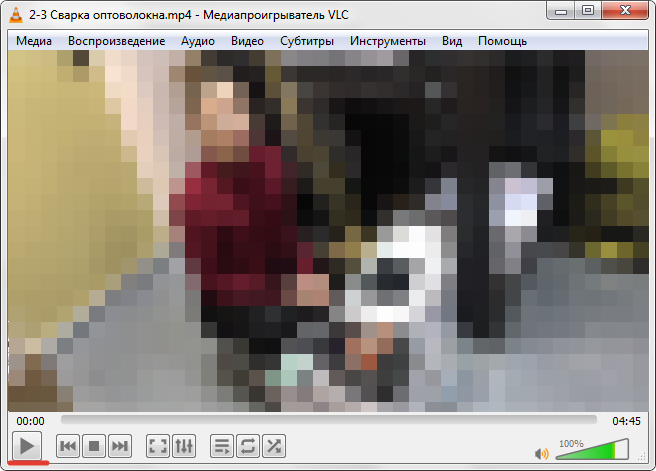 2-3 Сварка оптоволокна.mp4 - Медиапроигрыватель VLC
Медиа Воспроизведение Аудио Видео Субтитры Инструменты Вид Помощь
00:00 04:45
100%